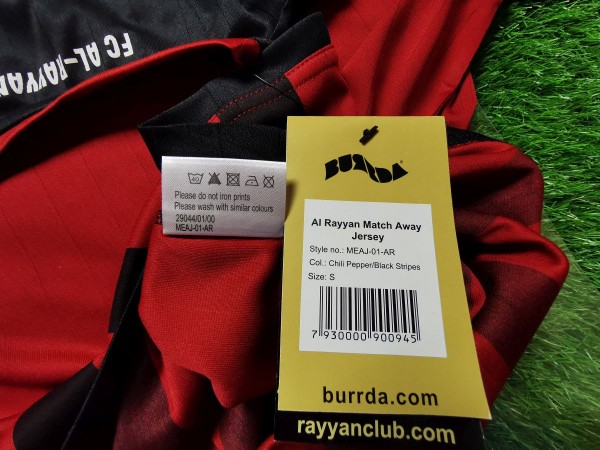 FC AL-RAYYAN
40
Please do not iron prints
Please wash with similar colours
29044/01/00
MEAJ-01-AR
BURRDA®
Al Rayyan Match Away
Jersey
Style no.: MEAJ-01-AR
Col.: Chili Pepper/Black Stripes
Size: S
7 930000 900945
burrda.com
rayyanclub.com